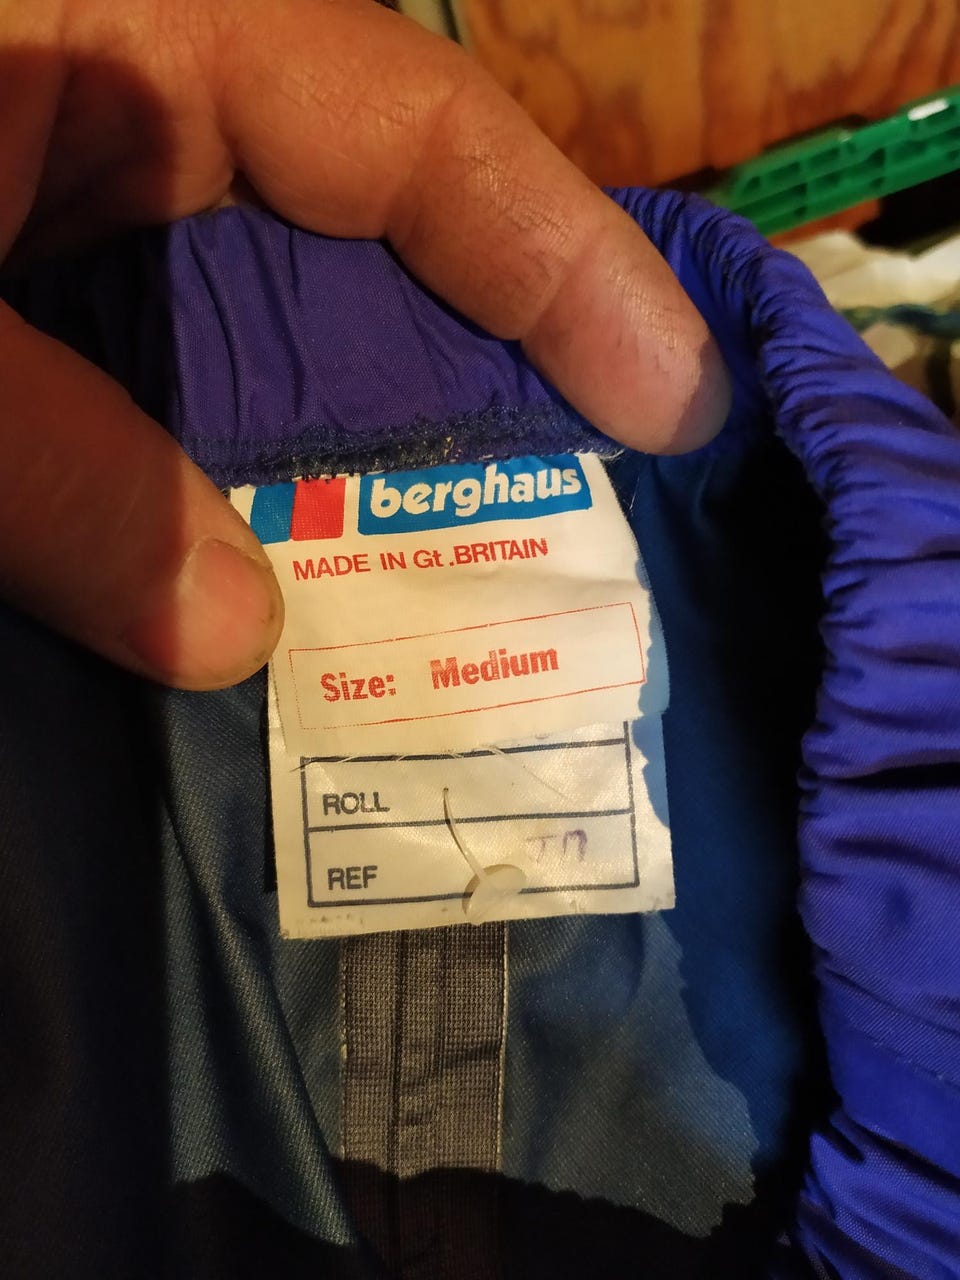 berghaus
MADE IN Gt.BRITAIN
Size: Medium
ROLL
REF